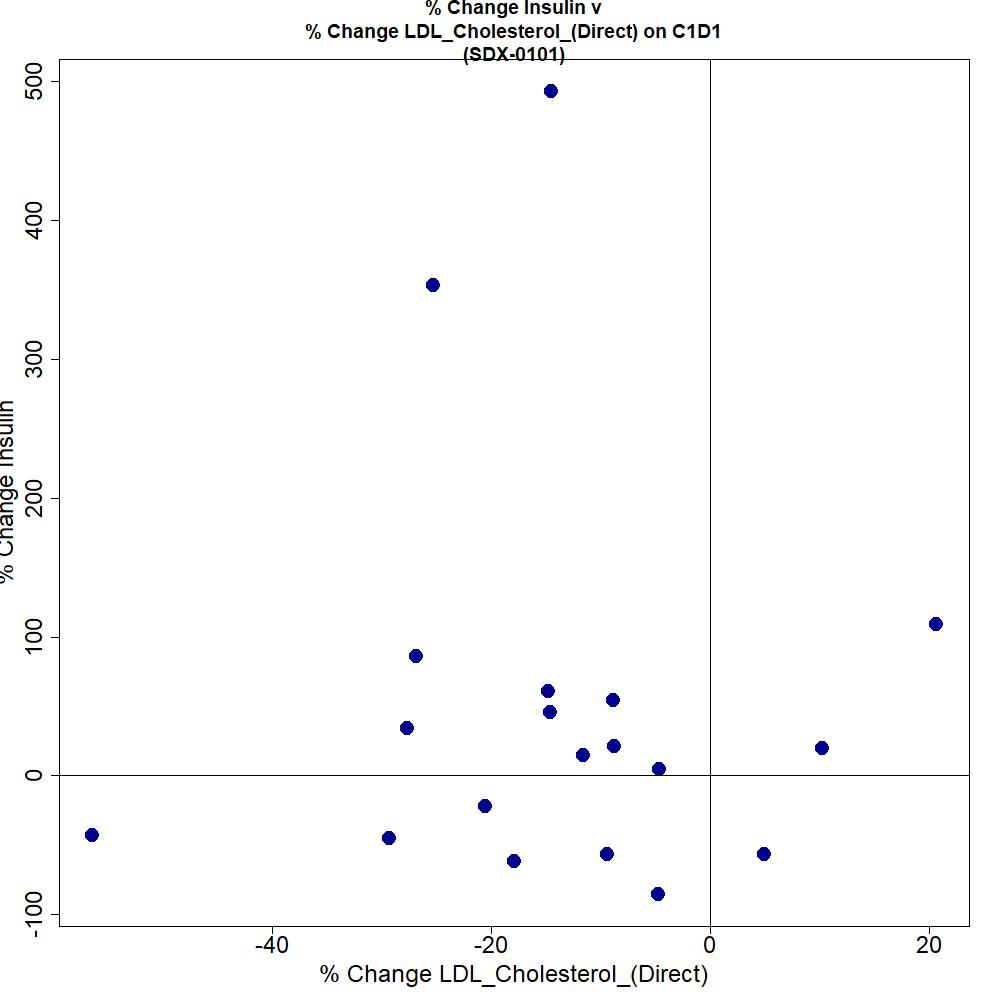 % Change Insulin v
% Change LDL_Cholesterol_(Direct) on C1D1
(SDX-0101)
% Change Insulin
500
400
300
200
100
0
-100
-40
-20
0
20
% Change LDL_Cholesterol_(Direct)